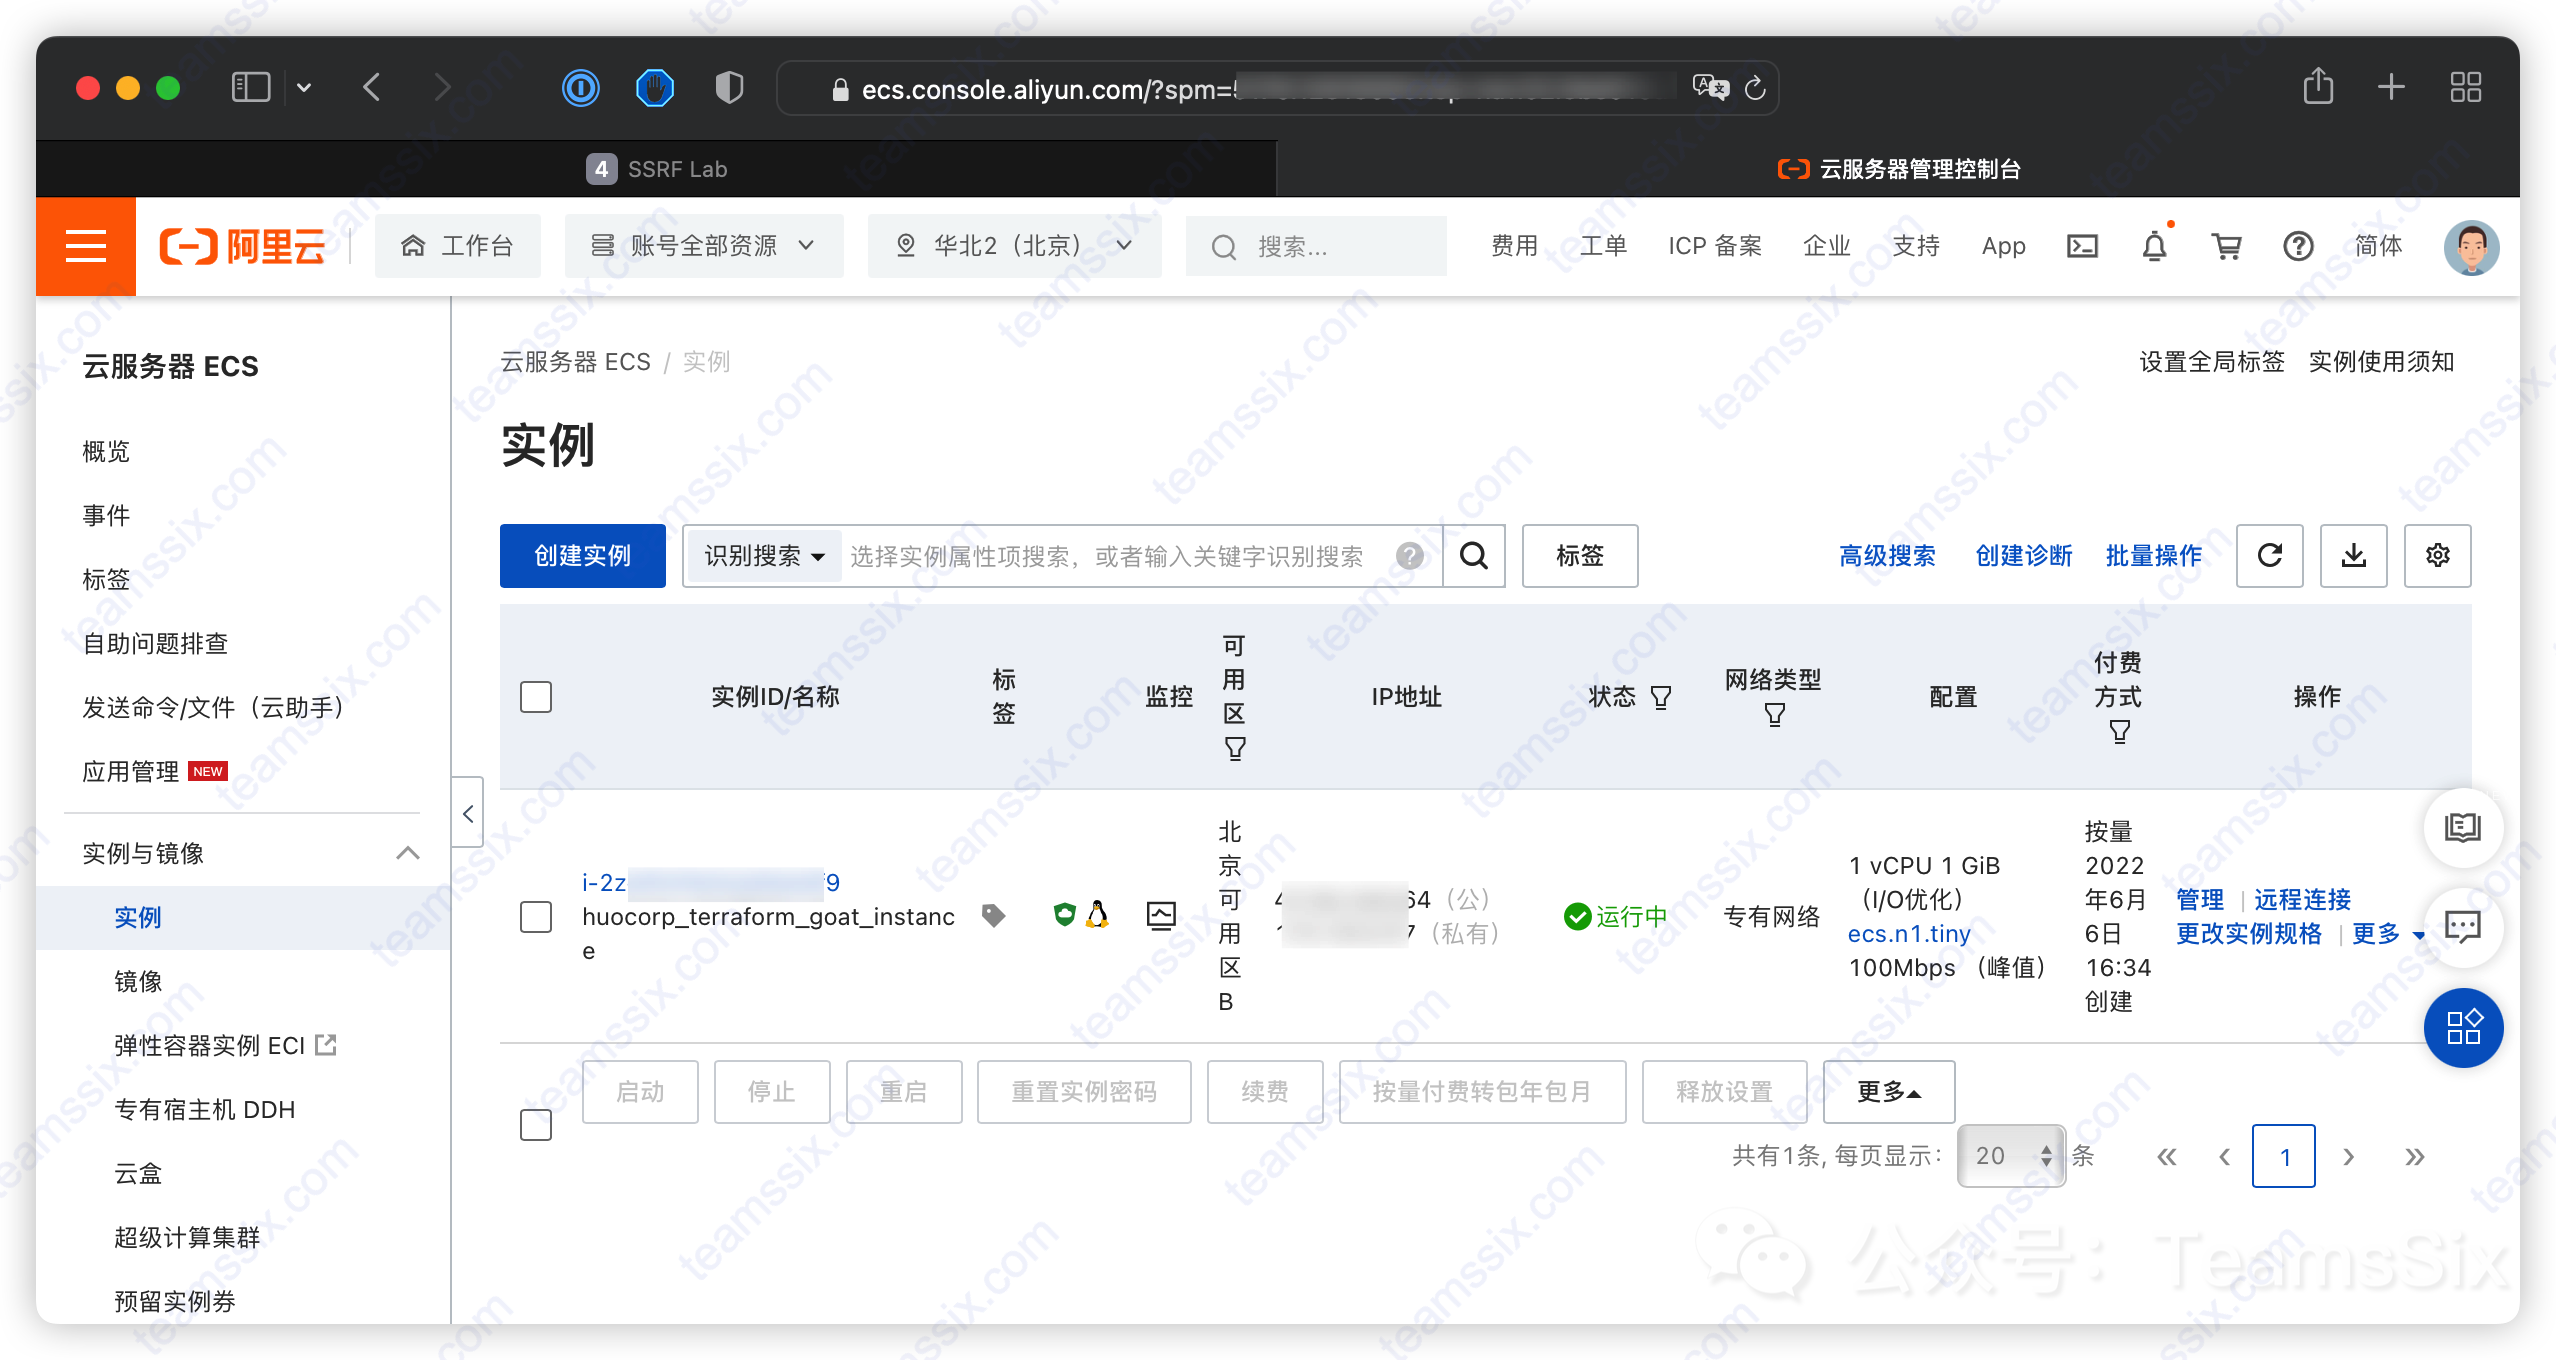 ecs.console.aliyun.com/?spm=
4 SSRF Lab
云服务器管理控制台
阿里云
工作台
账号全部资源
华北2（北京）
搜索...
费用 工单 ICP 备案 企业 支持 App 简体
云服务器 ECS
概览
事件
标签
自助问题排查
发送命令/文件（云助手）
应用管理 NEW
实例与镜像
实例
镜像
弹性容器实例 ECI
专有宿主机 DDH
云盒
超级计算集群
预留实例券
云服务器 ECS / 实例
设置全局标签 实例使用须知
实例
创建实例
识别搜索
选择实例属性项搜索，或者输入关键字识别搜索
标签
高级搜索 创建诊断 批量操作
实例ID/名称
标签
监控
可用区
IP地址
状态
网络类型
配置
付费方式
操作
i-2z f9
huocorp_terraform_goat_instanc
e
北京可用区B
64（公）
7（私有）
运行中
专有网络
1 vCPU 1 GiB
（I/O优化）
ecs.n1.tiny
100Mbps （峰值）
按量
2022
年6月
6日
16:34
创建
管理 | 远程连接
更改实例规格 | 更多
启动 停止 重启 重置实例密码 续费 按量付费转包年包月 释放设置 更多
共有1条, 每页显示: 20 条 « ‹ 1 › »
公众号：TeamsSix
teamssix.com